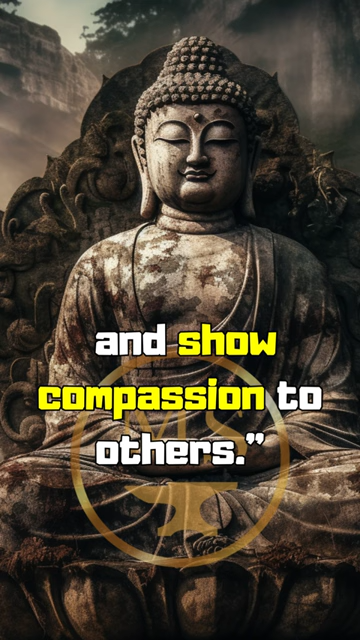 and show
compassion to
others.”